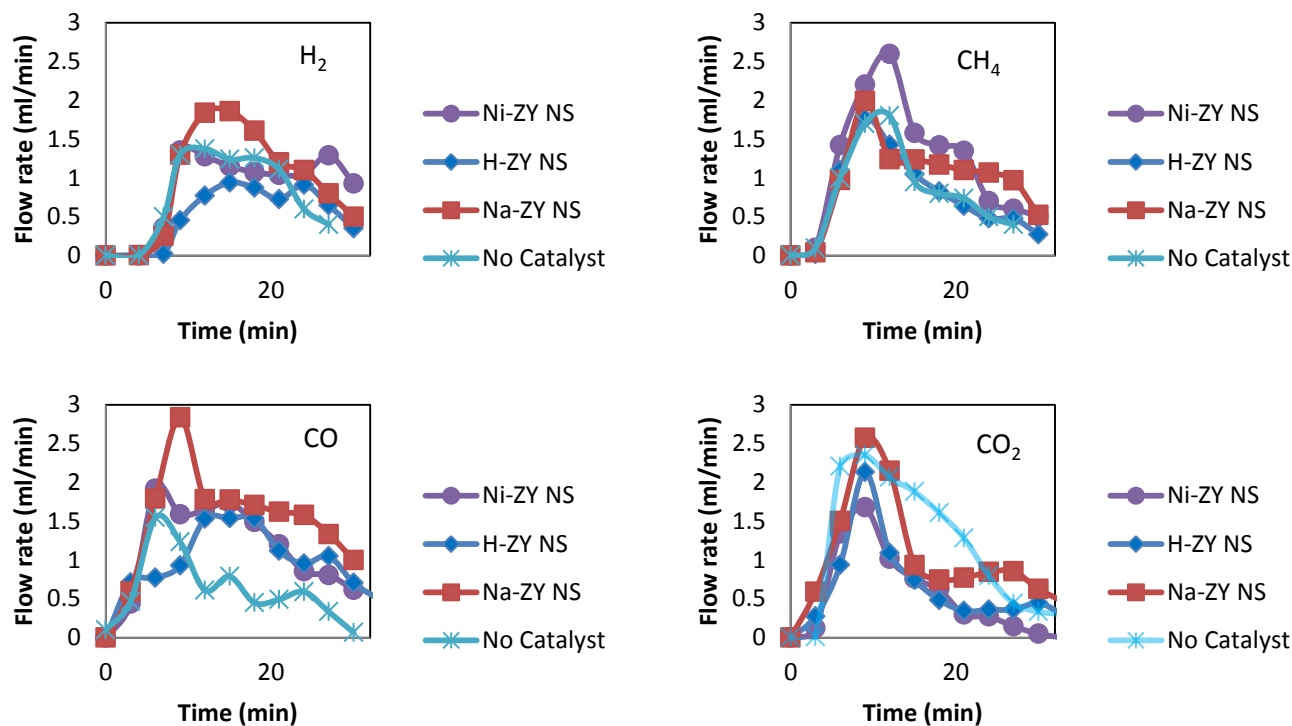 3
2.5
2
1.5
1
0.5
0
0
20
Flow rate (ml/min)
Time (min)
H₂
Ni-ZY NS
H-ZY NS
Na-ZY NS
No Catalyst
3
2.5
2
1.5
1
0.5
0
0
20
Flow rate (ml/min)
Time (min)
CH₄
Ni-ZY NS
H-ZY NS
Na-ZY NS
No Catalyst
3
2.5
2
1.5
1
0.5
0
0
20
Flow rate (ml/min)
Time (min)
CO
Ni-ZY NS
H-ZY NS
Na-ZY NS
No Catalyst
3
2.5
2
1.5
1
0.5
0
0
20
Flow rate (ml/min)
Time (min)
CO₂
Ni-ZY NS
H-ZY NS
Na-ZY NS
No Catalyst